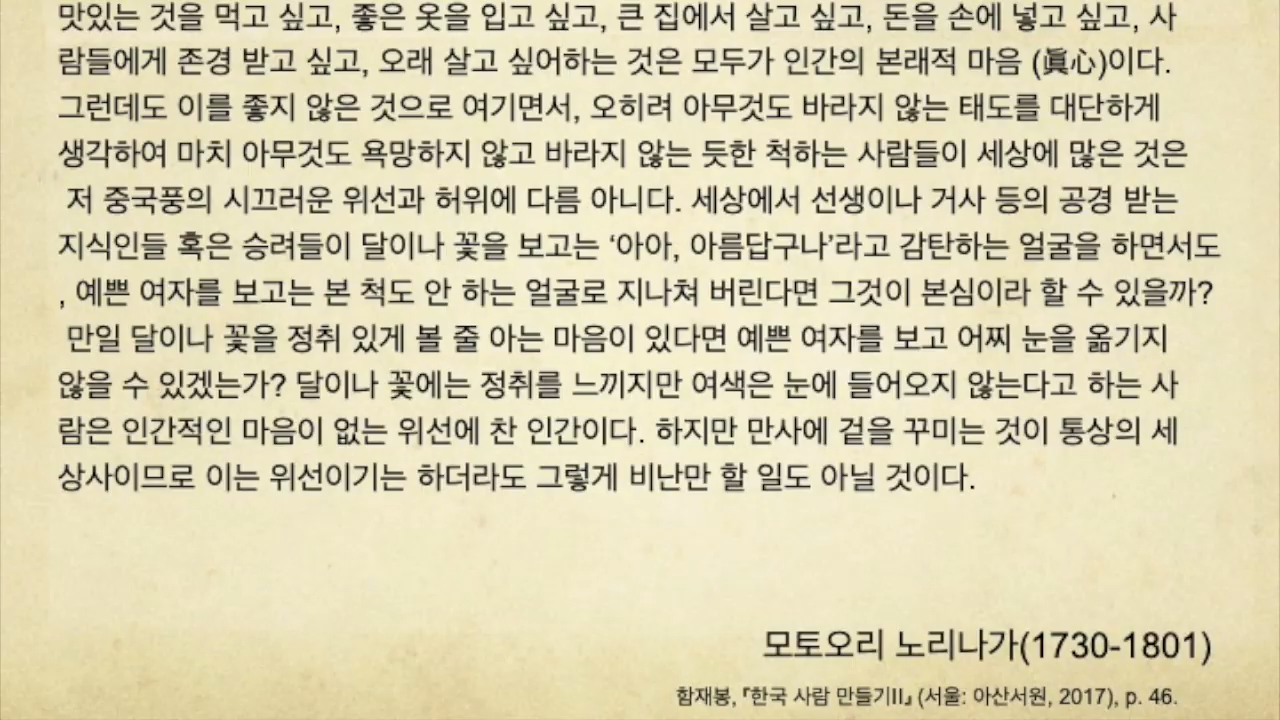 맛있는 것을 먹고 싶고, 좋은 옷을 입고 싶고, 큰 집에서 살고 싶고, 돈을 손에 넣고 싶고, 사
람들에게 존경 받고 싶고, 오래 살고 싶어하는 것은 모두가 인간의 본래적 마음 (眞心)이다.
그런데도 이를 좋지 않은 것으로 여기면서, 오히려 아무것도 바라지 않는 태도를 대단하게
생각하여 마치 아무것도 욕망하지 않고 바라지 않는 듯한 척하는 사람들이 세상에 많은 것은
저 중국풍의 시끄러운 위선과 허위에 다름 아니다. 세상에서 선생이나 거사 등의 공경 받는
지식인들 혹은 승려들이 달이나 꽃을 보고는 ‘아아, 아름답구나’라고 감탄하는 얼굴을 하면서도
, 예쁜 여자를 보고는 본 척도 안 하는 얼굴로 지나쳐 버린다면 그것이 본심이라 할 수 있을까?
만일 달이나 꽃을 정취 있게 볼 줄 아는 마음이 있다면 예쁜 여자를 보고 어찌 눈을 옮기지
않을 수 있겠는가? 달이나 꽃에는 정취를 느끼지만 여색은 눈에 들어오지 않는다고 하는 사
람은 인간적인 마음이 없는 위선에 찬 인간이다. 하지만 만사에 겉을 꾸미는 것이 통상의 세
상사이므로 이는 위선이기는 하더라도 그렇게 비난만 할 일도 아닐 것이다.
모토오리 노리나가(1730-1801)
함재봉, 『한국 사람 만들기II』 (서울: 아산서원, 2017), p. 46.